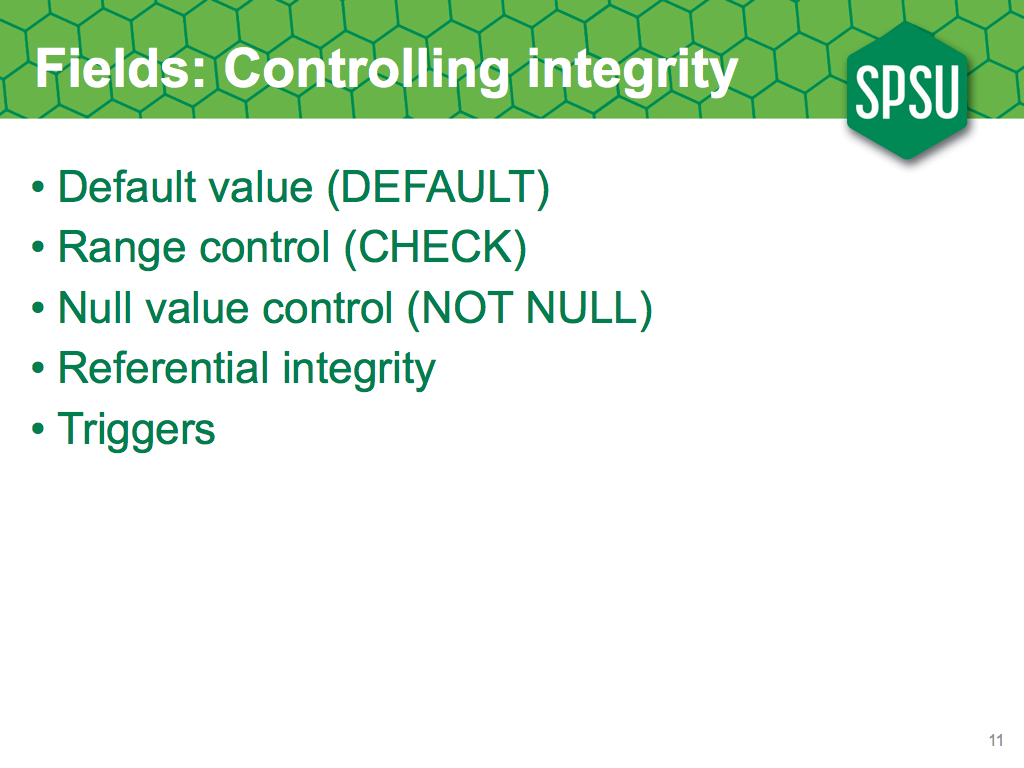 Fields: Controlling integrity
SPSU
• Default value (DEFAULT)
• Range control (CHECK)
• Null value control (NOT NULL)
• Referential integrity
• Triggers
11